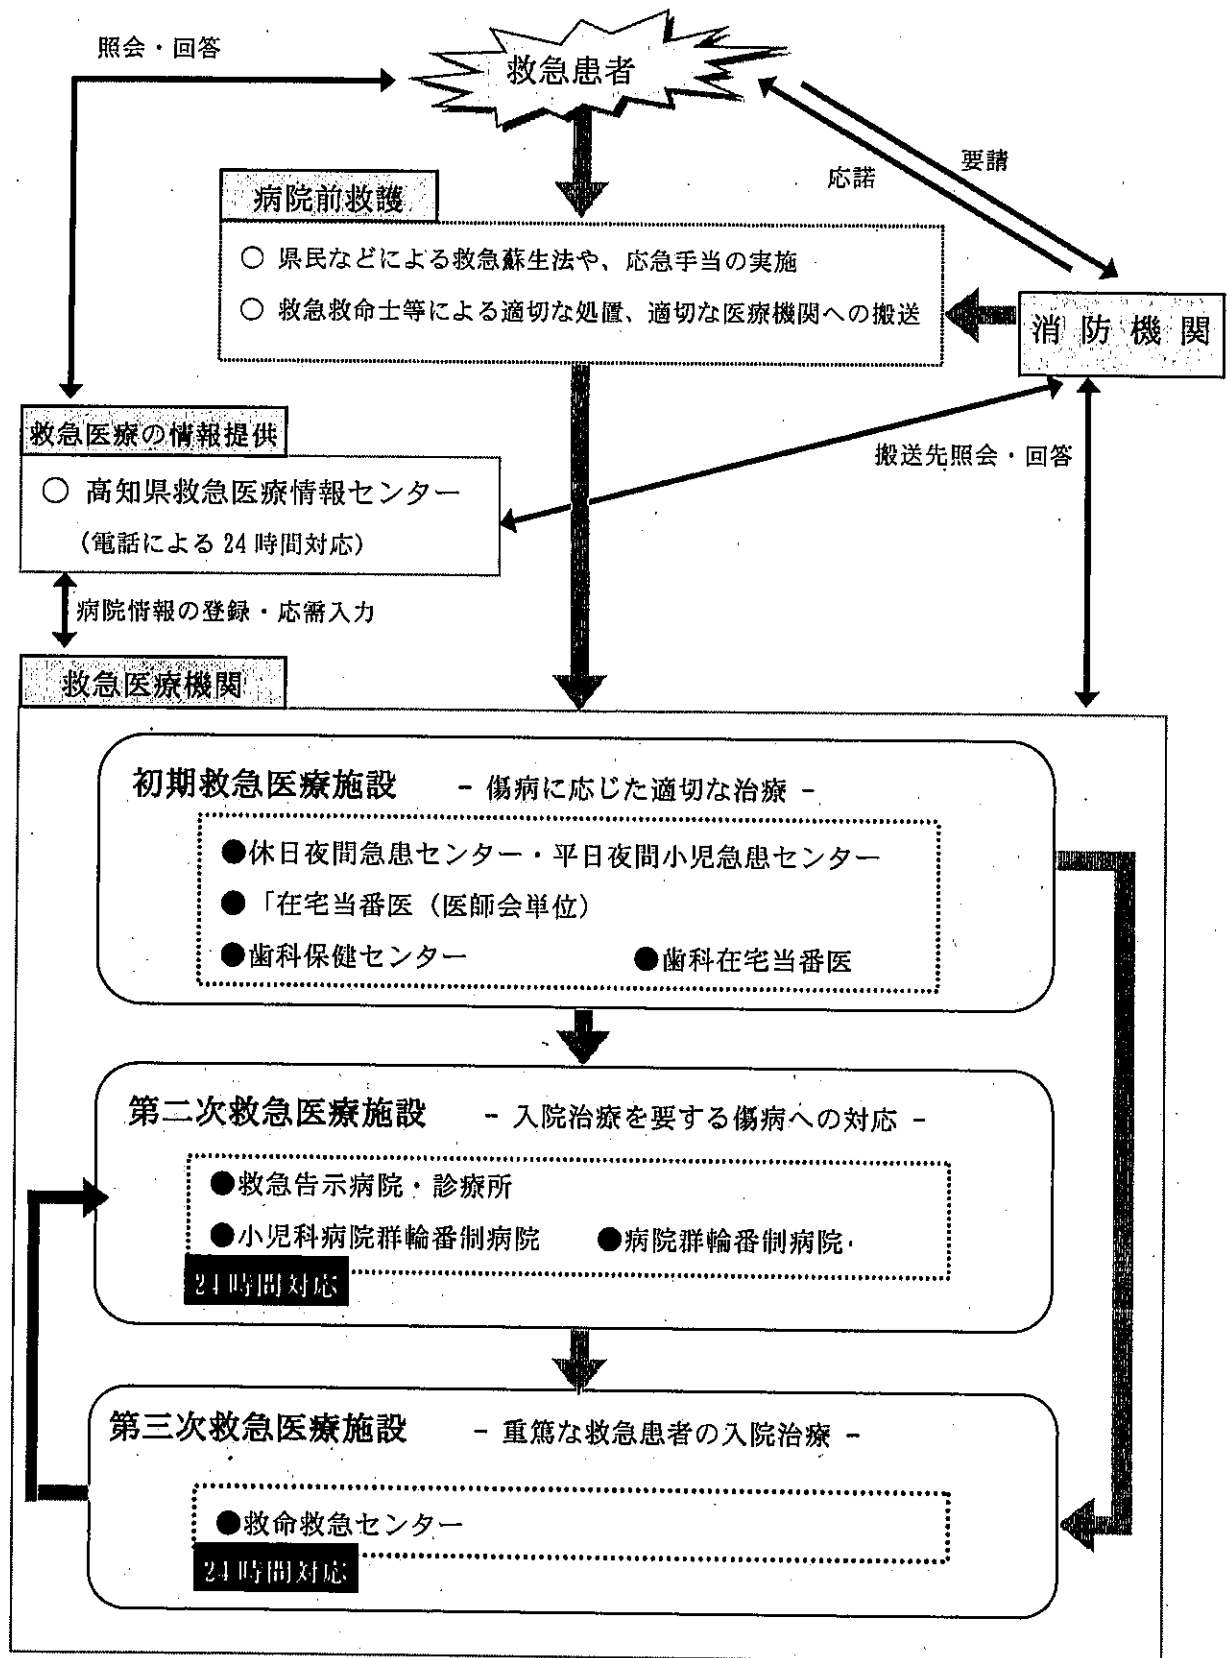 照会・回答
救急患者
応諾
要請
病院前救護
○ 県民などによる救急蘇生法や、応急手当の実施
○ 救急救命士等による適切な処置、適切な医療機関への搬送
消防機関
救急医療の情報提供
○ 高知県救急医療情報センター
(電話による24時間対応)
搬送先照会・回答
病院情報の登録・応需入力
救急医療機関
初期救急医療施設 - 傷病に応じた適切な治療 -
●休日夜間急患センター・平日夜間小児急患センター
●「在宅当番医（医師会単位）
●歯科保健センター ●歯科在宅当番医
第二次救急医療施設 - 入院治療を要する傷病への対応 -
●救急告示病院・診療所
●小児科病院群輪番制病院 ●病院群輪番制病院
24時間対応
第三次救急医療施設 - 重篤な救急患者の入院治療 -
●救命救急センター
24時間対応